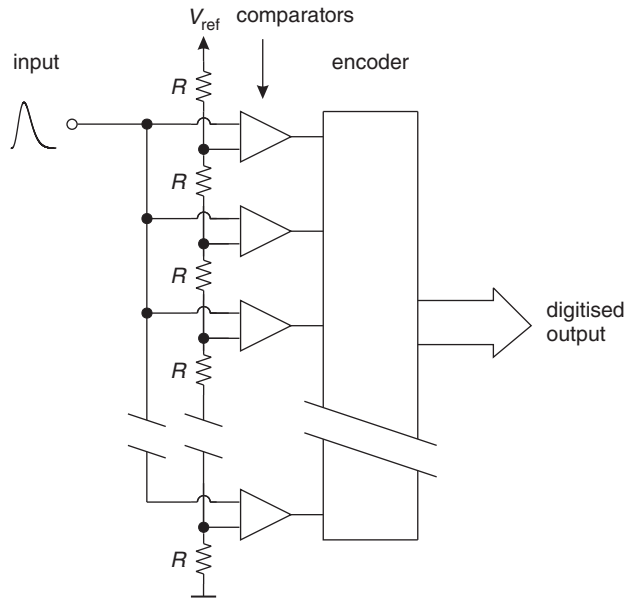 V_ref
comparators
input
encoder
R
R
R
R
R
digitised
output